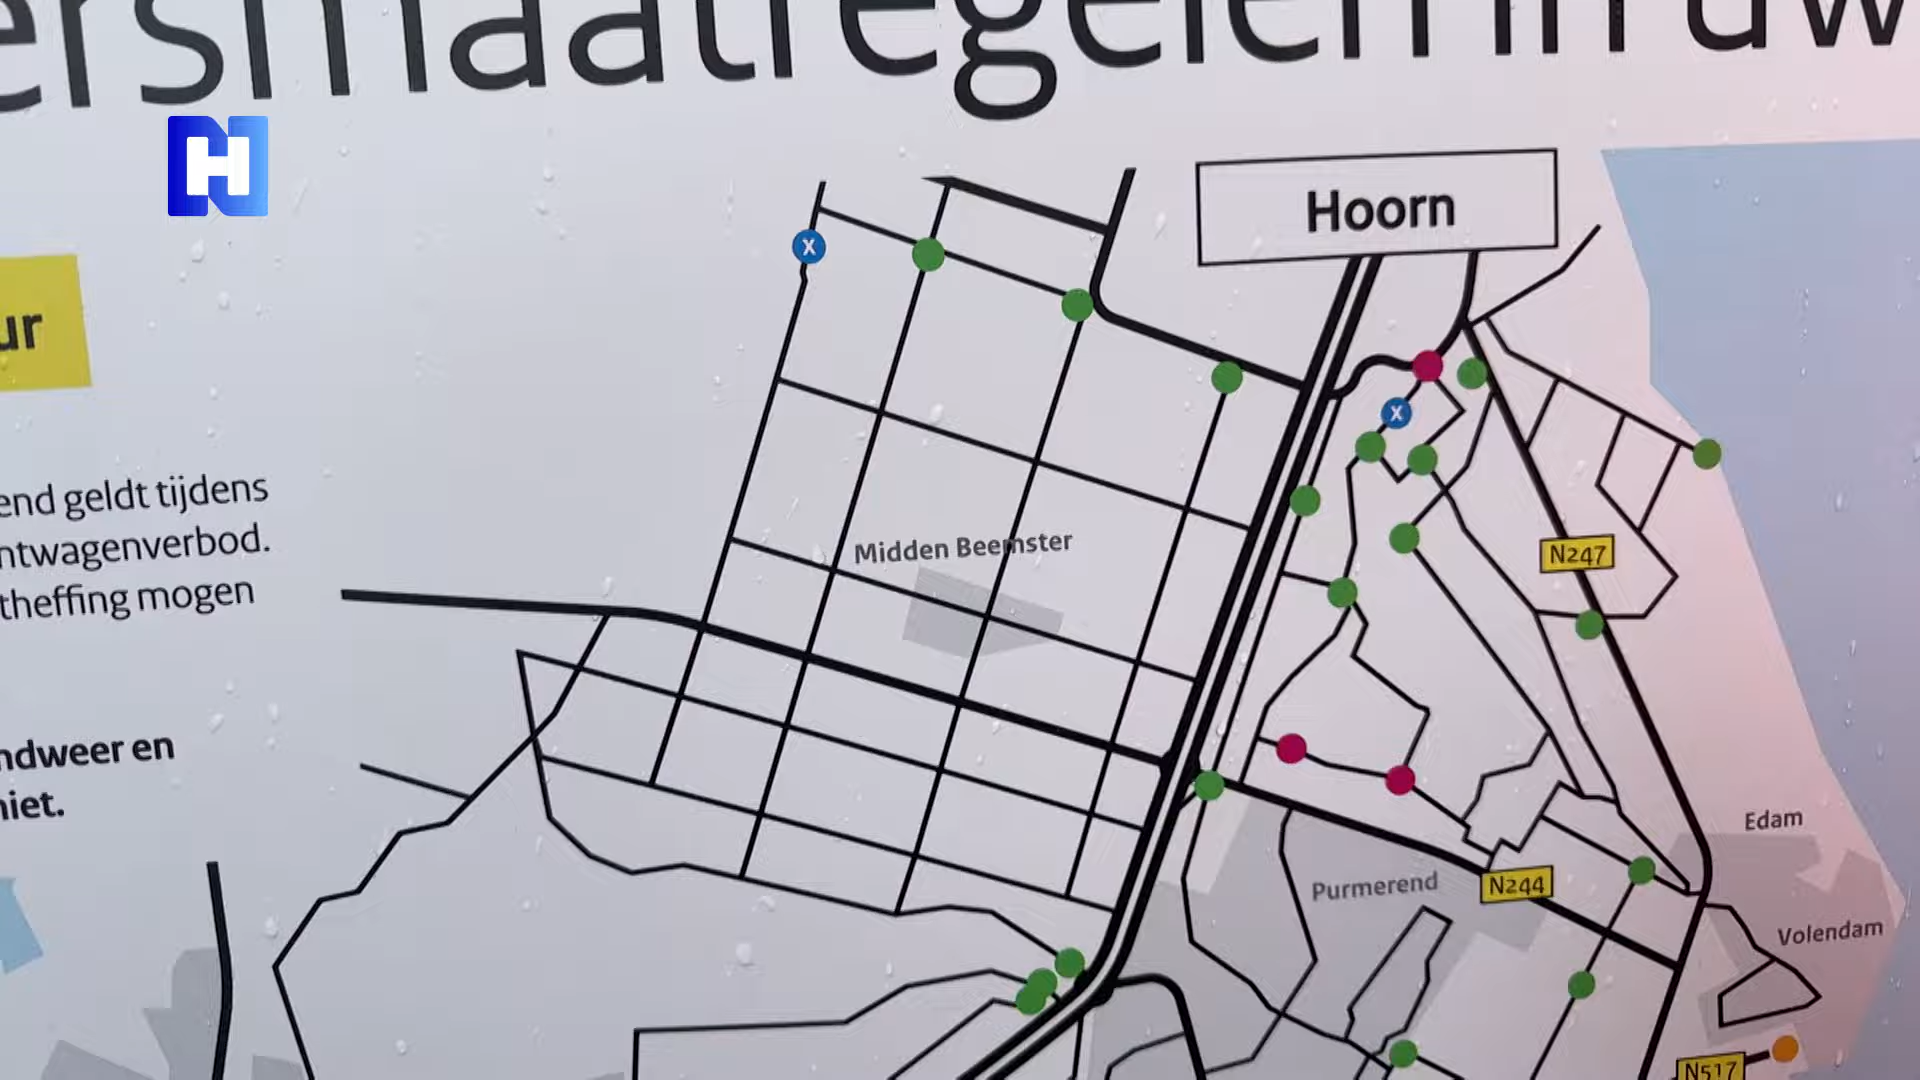 ersmaatregelen in uw
NH
Hoorn
X
ur
X
end geldt tijdens
ntwagenverbod.
theffing mogen
Midden Beemster
N247
ndweer en
niet.
Edam
Purmerend
N244
Volendam
N517